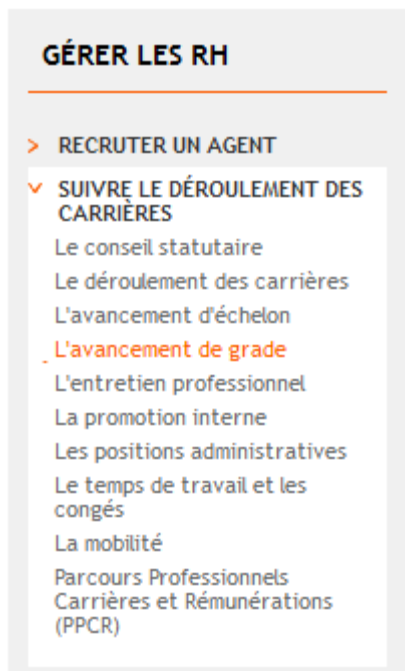 GÉRER LES RH
> RECRUTER UN AGENT
SUIVRE LE DÉROULEMENT DES
CARRIÈRES
Le conseil statutaire
Le déroulement des carrières
L'avancement d'échelon
L'avancement de grade
L'entretien professionnel
La promotion interne
Les positions administratives
Le temps de travail et les
congés
La mobilité
Parcours Professionnels
Carrières et Rémunérations
(PPCR)